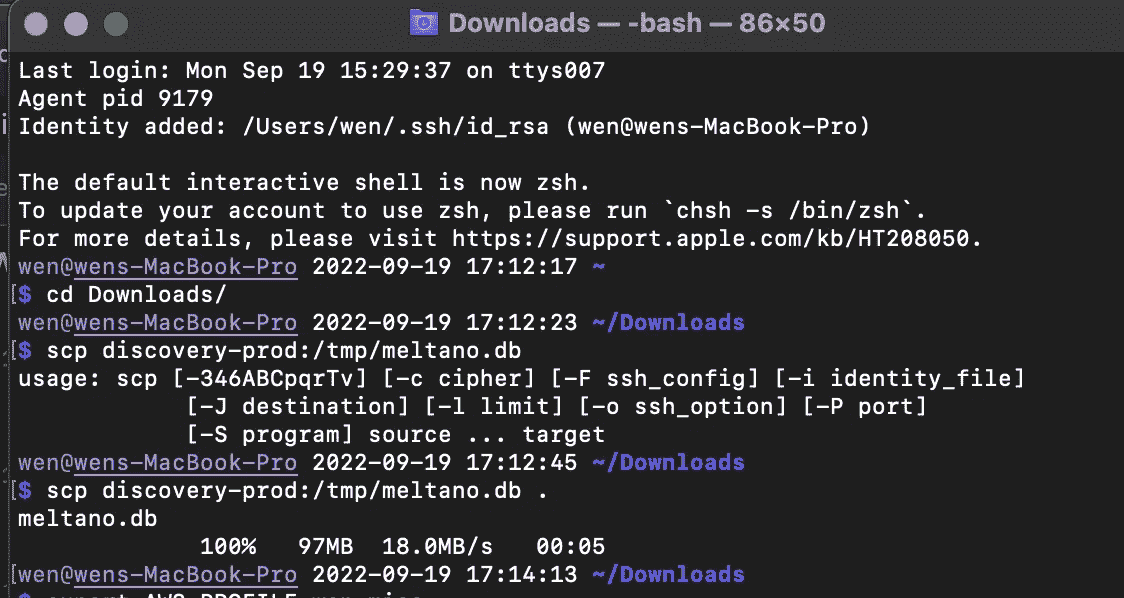 Downloads — -bash — 86×50
Last login: Mon Sep 19 15:29:37 on ttys007
Agent pid 9179
Identity added: /Users/wen/.ssh/id_rsa (wen@wens-MacBook-Pro)
The default interactive shell is now zsh.
To update your account to use zsh, please run `chsh -s /bin/zsh`.
For more details, please visit https://support.apple.com/kb/HT208050.
wen@wens-MacBook-Pro 2022-09-19 17:12:17 ~
[$ cd Downloads/
wen@wens-MacBook-Pro 2022-09-19 17:12:23 ~/Downloads
[$ scp discovery-prod:/tmp/meltano.db
usage: scp [-346ABCpqrTv] [-c cipher] [-F ssh_config] [-i identity_file]
[-J destination] [-l limit] [-o ssh_option] [-P port]
[-S program] source ... target
wen@wens-MacBook-Pro 2022-09-19 17:12:45 ~/Downloads
[$ scp discovery-prod:/tmp/meltano.db .
meltano.db
100% 97MB 18.0MB/s 00:05
[wen@wens-MacBook-Pro 2022-09-19 17:14:13 ~/Downloads